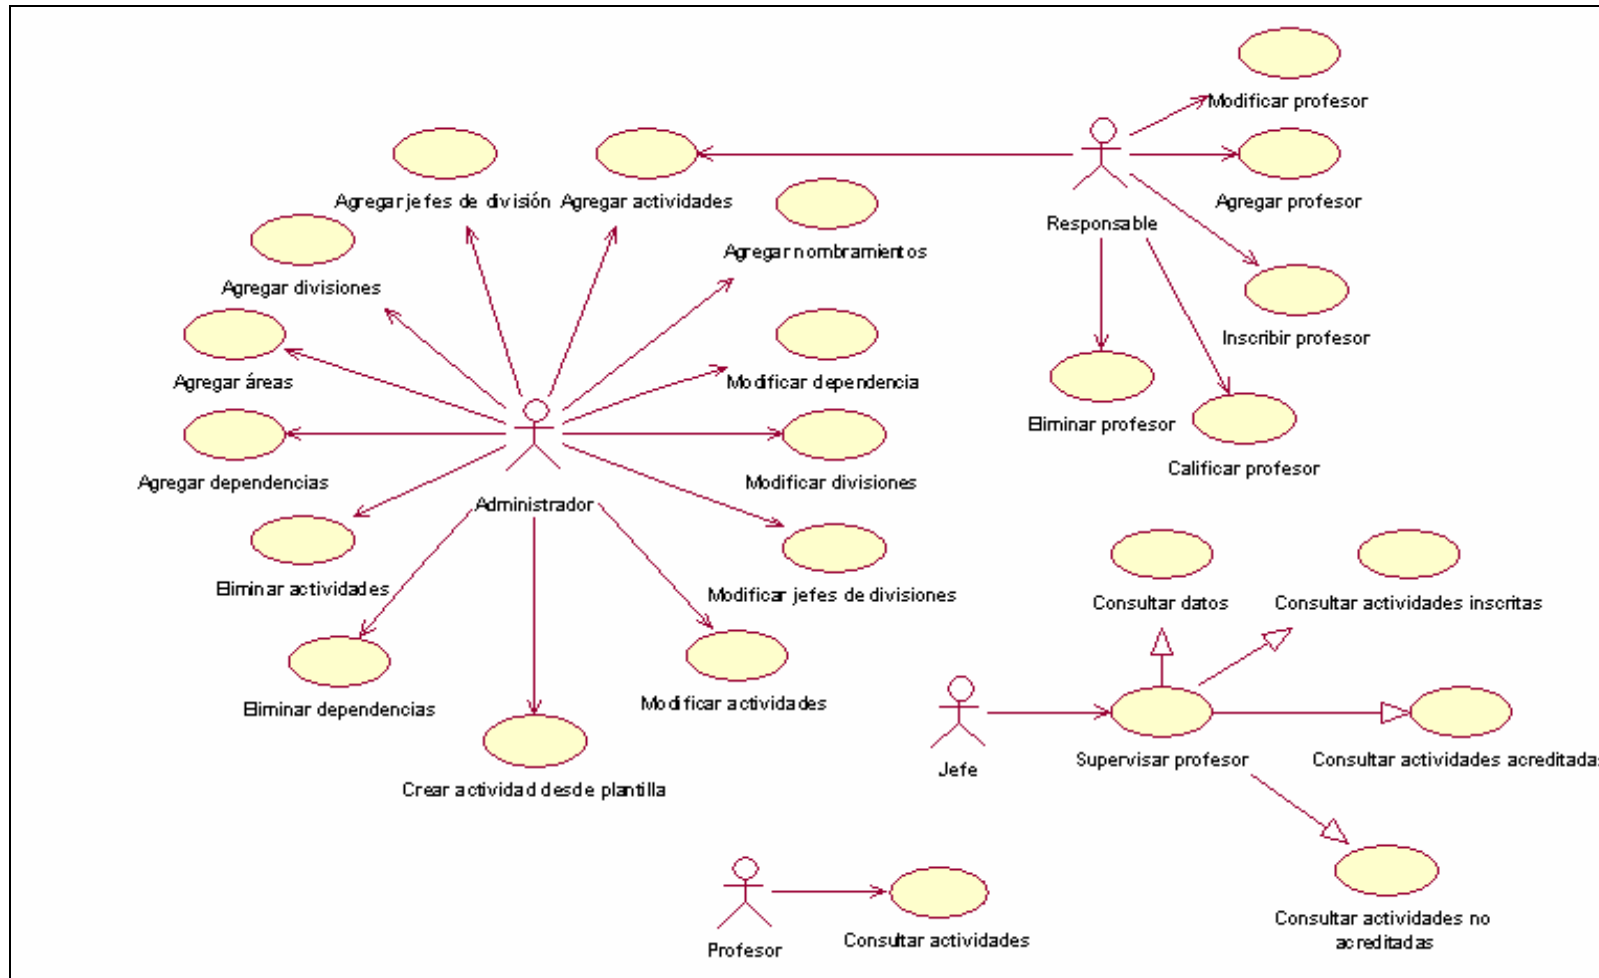 Modificar profesor
Agregar jefes de división
Agregar actividades
Agregar profesor
Responsable
Agregar nombramientos
Agregar divisiones
Inscribir profesor
Agregar áreas
Modificar dependencia
Eliminar profesor
Calificar profesor
Agregar dependencias
Modificar divisiones
Administrador
Eliminar actividades
Modificar jefes de divisiones
Consultar datos
Consultar actividades inscritas
Eliminar dependencias
Modificar actividades
Jefe
Supervisar profesor
Consultar actividades acreditadas
Crear actividad desde plantilla
Profesor
Consultar actividades
Consultar actividades no
acreditadas